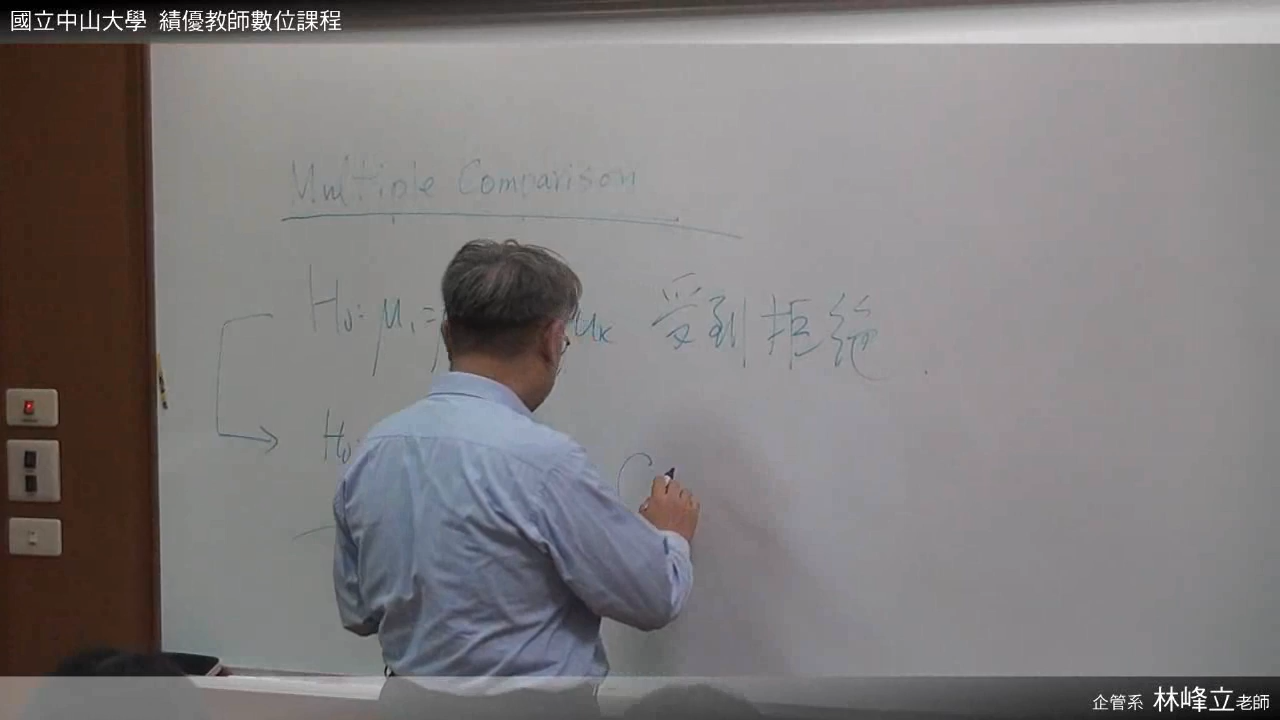 國立中山大學 績優教師數位課程
Multiple Comparison
H₀: μ₁ = μₖ 受到拒絕.
H₀:
企管系 林峰立老師